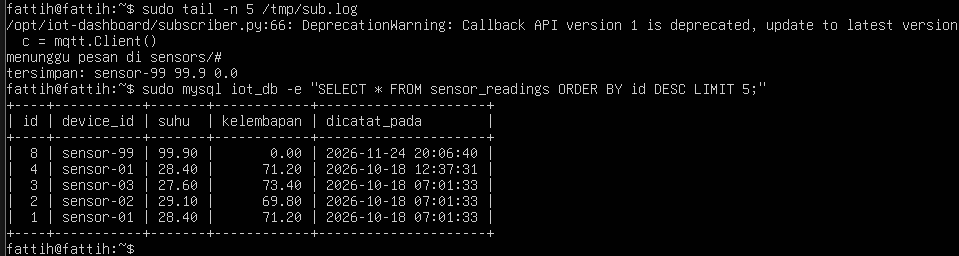 fattih@fattih:~$ sudo tail -n 5 /tmp/sub.log
/opt/iot-dashboard/subscriber.py:66: DeprecationWarning: Callback API version 1 is deprecated, update to latest version
  c = mqtt.Client()
menunggu pesan di sensors/#
tersimpan: sensor-99 99.9 0.0
fattih@fattih:~$ sudo mysql iot_db -e "SELECT * FROM sensor_readings ORDER BY id DESC LIMIT 5;"
+----+-----------+-------+------------+---------------------+
| id | device_id | suhu  | kelembapan | dicatat_pada        |
+----+-----------+-------+------------+---------------------+
|  8 | sensor-99 | 99.90 |       0.00 | 2026-11-24 20:06:40 |
|  4 | sensor-01 | 28.40 |      71.20 | 2026-10-18 12:37:31 |
|  3 | sensor-03 | 27.60 |      73.40 | 2026-10-18 07:01:33 |
|  2 | sensor-02 | 29.10 |      69.80 | 2026-10-18 07:01:33 |
|  1 | sensor-01 | 28.40 |      71.20 | 2026-10-18 07:01:33 |
+----+-----------+-------+------------+---------------------+
fattih@fattih:~$